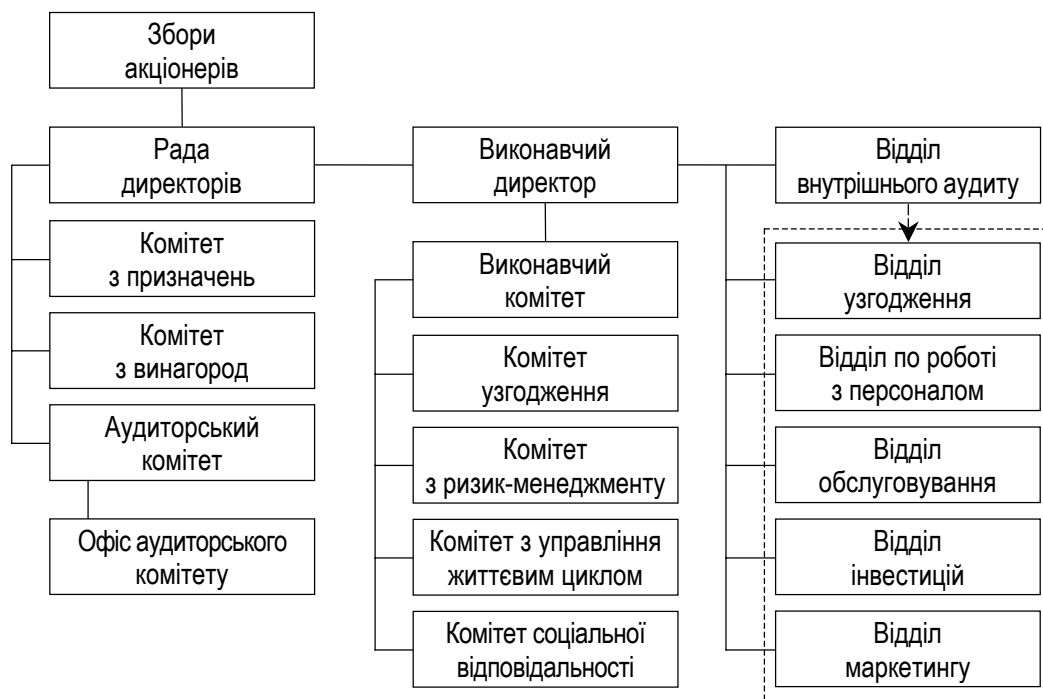 Збори
акціонерів
Рада
директорів
Комітет
з призначень
Комітет
з винагород
Аудиторський
комітет
Офіс аудиторського
комітету
Виконавчий
директор
Виконавчий
комітет
Комітет
узгодження
Комітет
з ризик-менеджменту
Комітет з управління
життєвим циклом
Комітет соціальної
відповідальності
Відділ
внутрішнього аудиту
Відділ
узгодження
Відділ по роботі
з персоналом
Відділ
обслуговування
Відділ
інвестицій
Відділ
маркетингу